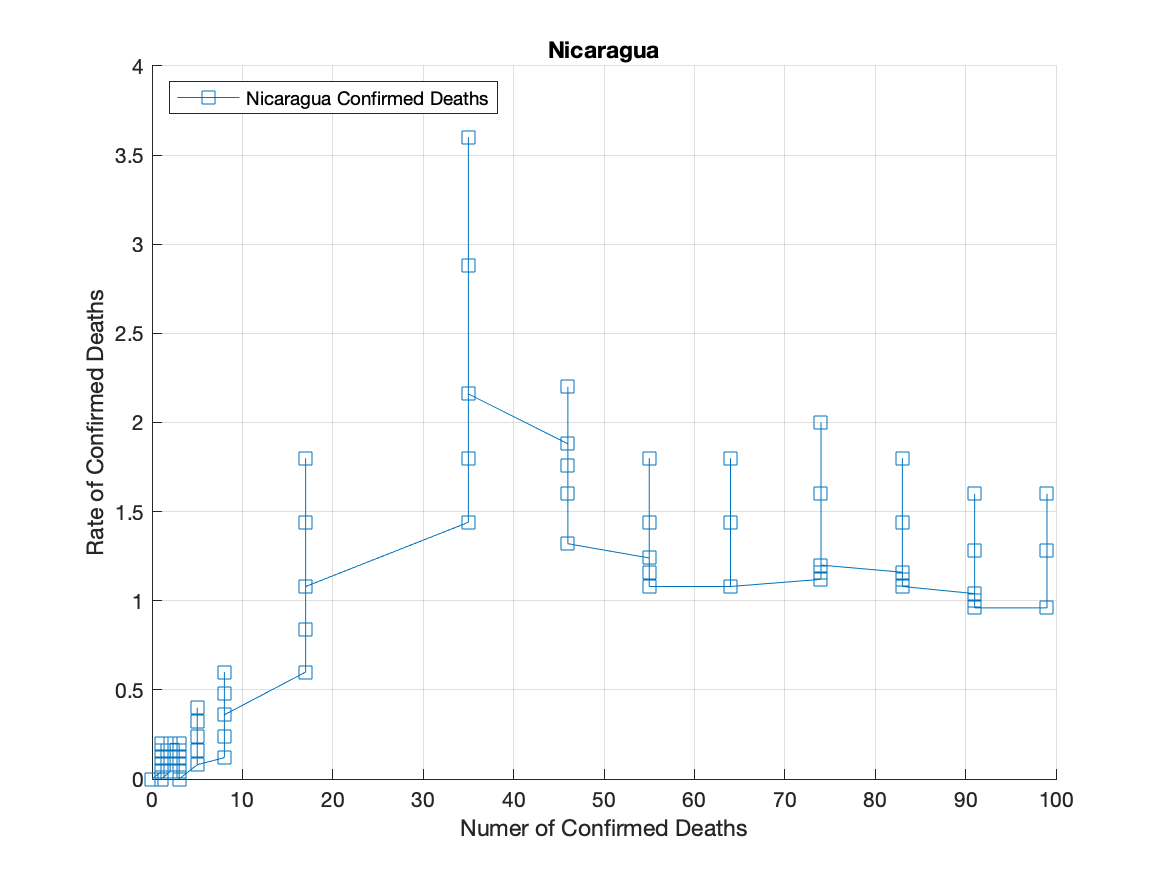 Nicaragua
Nicaragua Confirmed Deaths
4
3.5
3
2.5
2
1.5
1
0.5
0
Rate of Confirmed Deaths
0 10 20 30 40 50 60 70 80 90 100
Numer of Confirmed Deaths